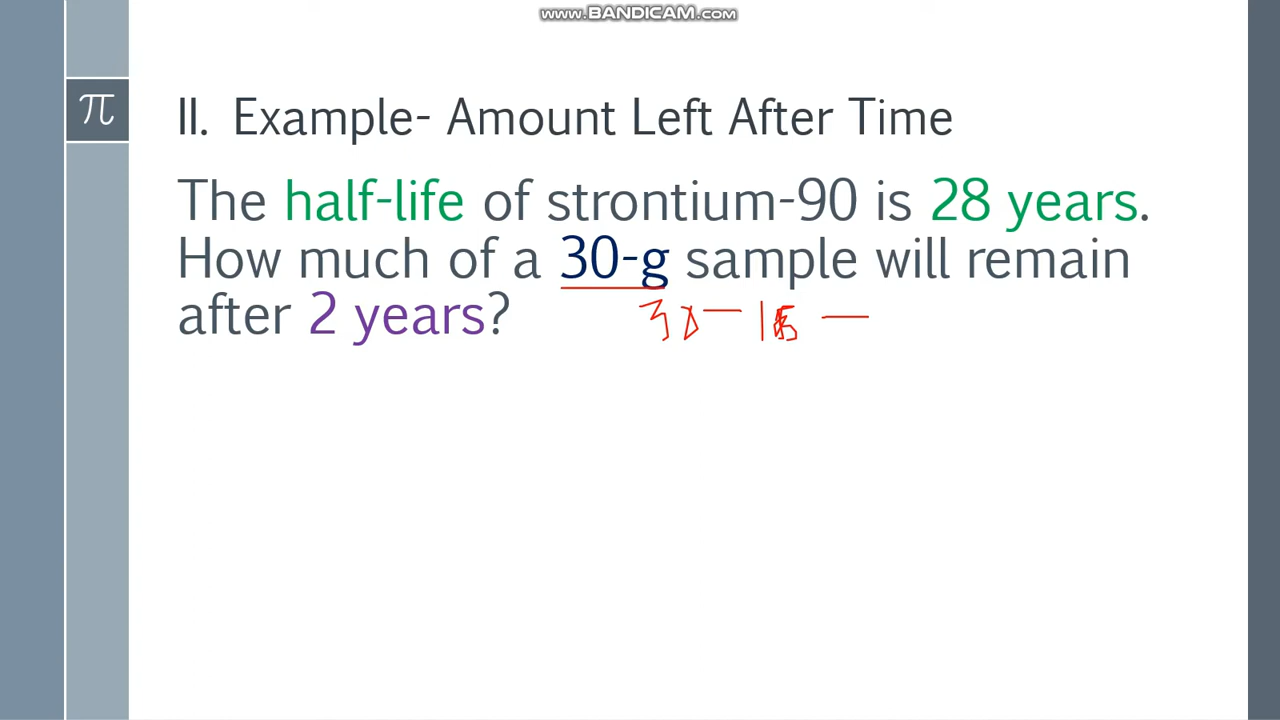 www.BANDICAM.com
π
II. Example- Amount Left After Time
The half-life of strontium-90 is 28 years.
How much of a 30-g sample will remain
after 2 years?
30 — 15 —